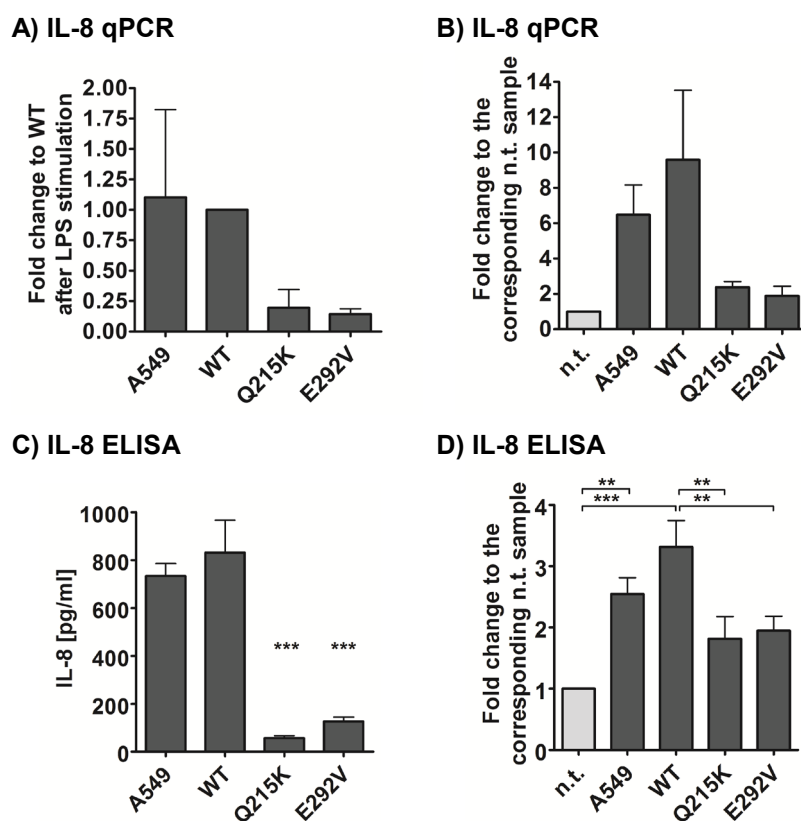 A) IL-8 qPCR
Fold change to WT
after LPS stimulation
2.00
1.75
1.50
1.25
1.00
0.75
0.50
0.25
0.00
A549
WT
Q215K
E292V
B) IL-8 qPCR
Fold change to the
corresponding n.t. sample
14
12
10
8
6
4
2
0
n.t.
A549
WT
Q215K
E292V
C) IL-8 ELISA
IL-8 [pg/ml]
1000
800
600
400
200
0
*** ***
A549
WT
Q215K
E292V
D) IL-8 ELISA
Fold change to the
corresponding n.t. sample
** **
*** **
4
3
2
1
0
n.t.
A549
WT
Q215K
E292V